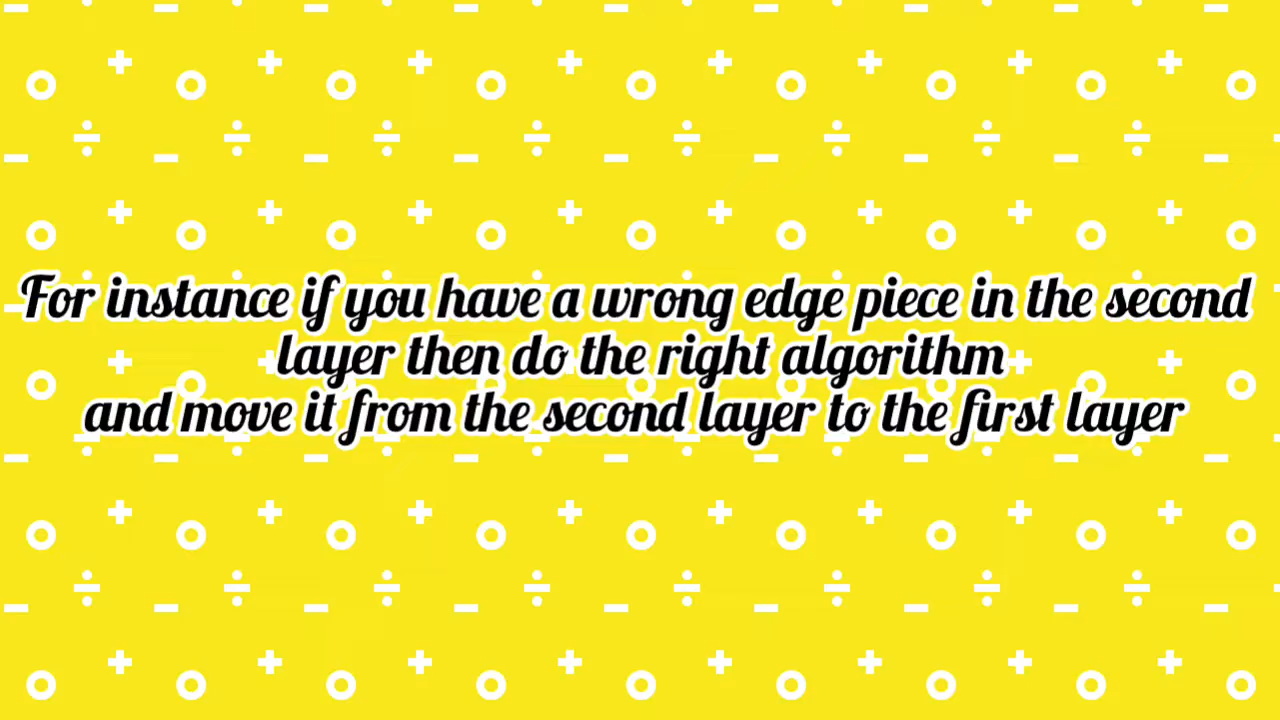 For instance if you have a wrong edge piece in the second
layer then do the right algorithm
and move it from the second layer to the first layer